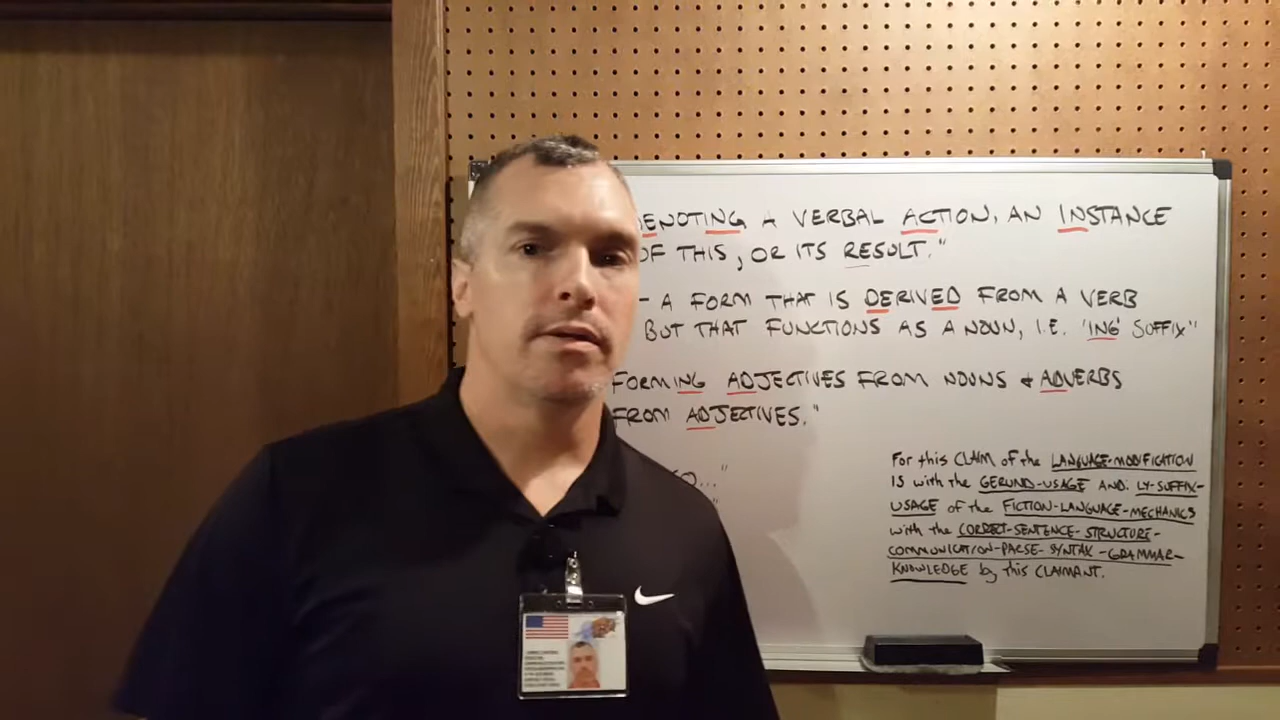 DENOTING A VERBAL ACTION, AN INSTANCE
OF THIS, OR ITS RESULT."
- A FORM THAT IS DERIVED FROM A VERB
BUT THAT FUNCTIONS AS A NOUN, I.E. 'ING' SUFFIX"
FORMING ADJECTIVES FROM NOUNS & ADVERBS
FROM ADJECTIVES."
SO..."
For this CLAIM of the LANGUAGE-MODIFICATION
IS with the GERUND-USAGE AND: LY-SUFFIX-
USAGE of the FICTION-LANGUAGE-MECHANICS
with the CORRECT-SENTENCE-STRUCTURE-
COMMUNICATION-PARSE-SYNTAX-GRAMMAR-
KNOWLEDGE by this CLAIMANT.